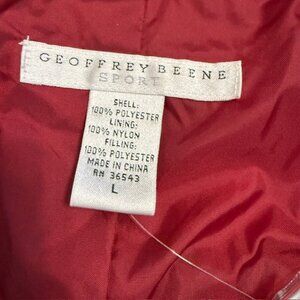 GEOFFREY BEENE
SPORT
SHELL:
100% POLYESTER
LINING:
100% NYLON
FILLING:
100% POLYESTER
MADE IN CHINA
RN 36543
L